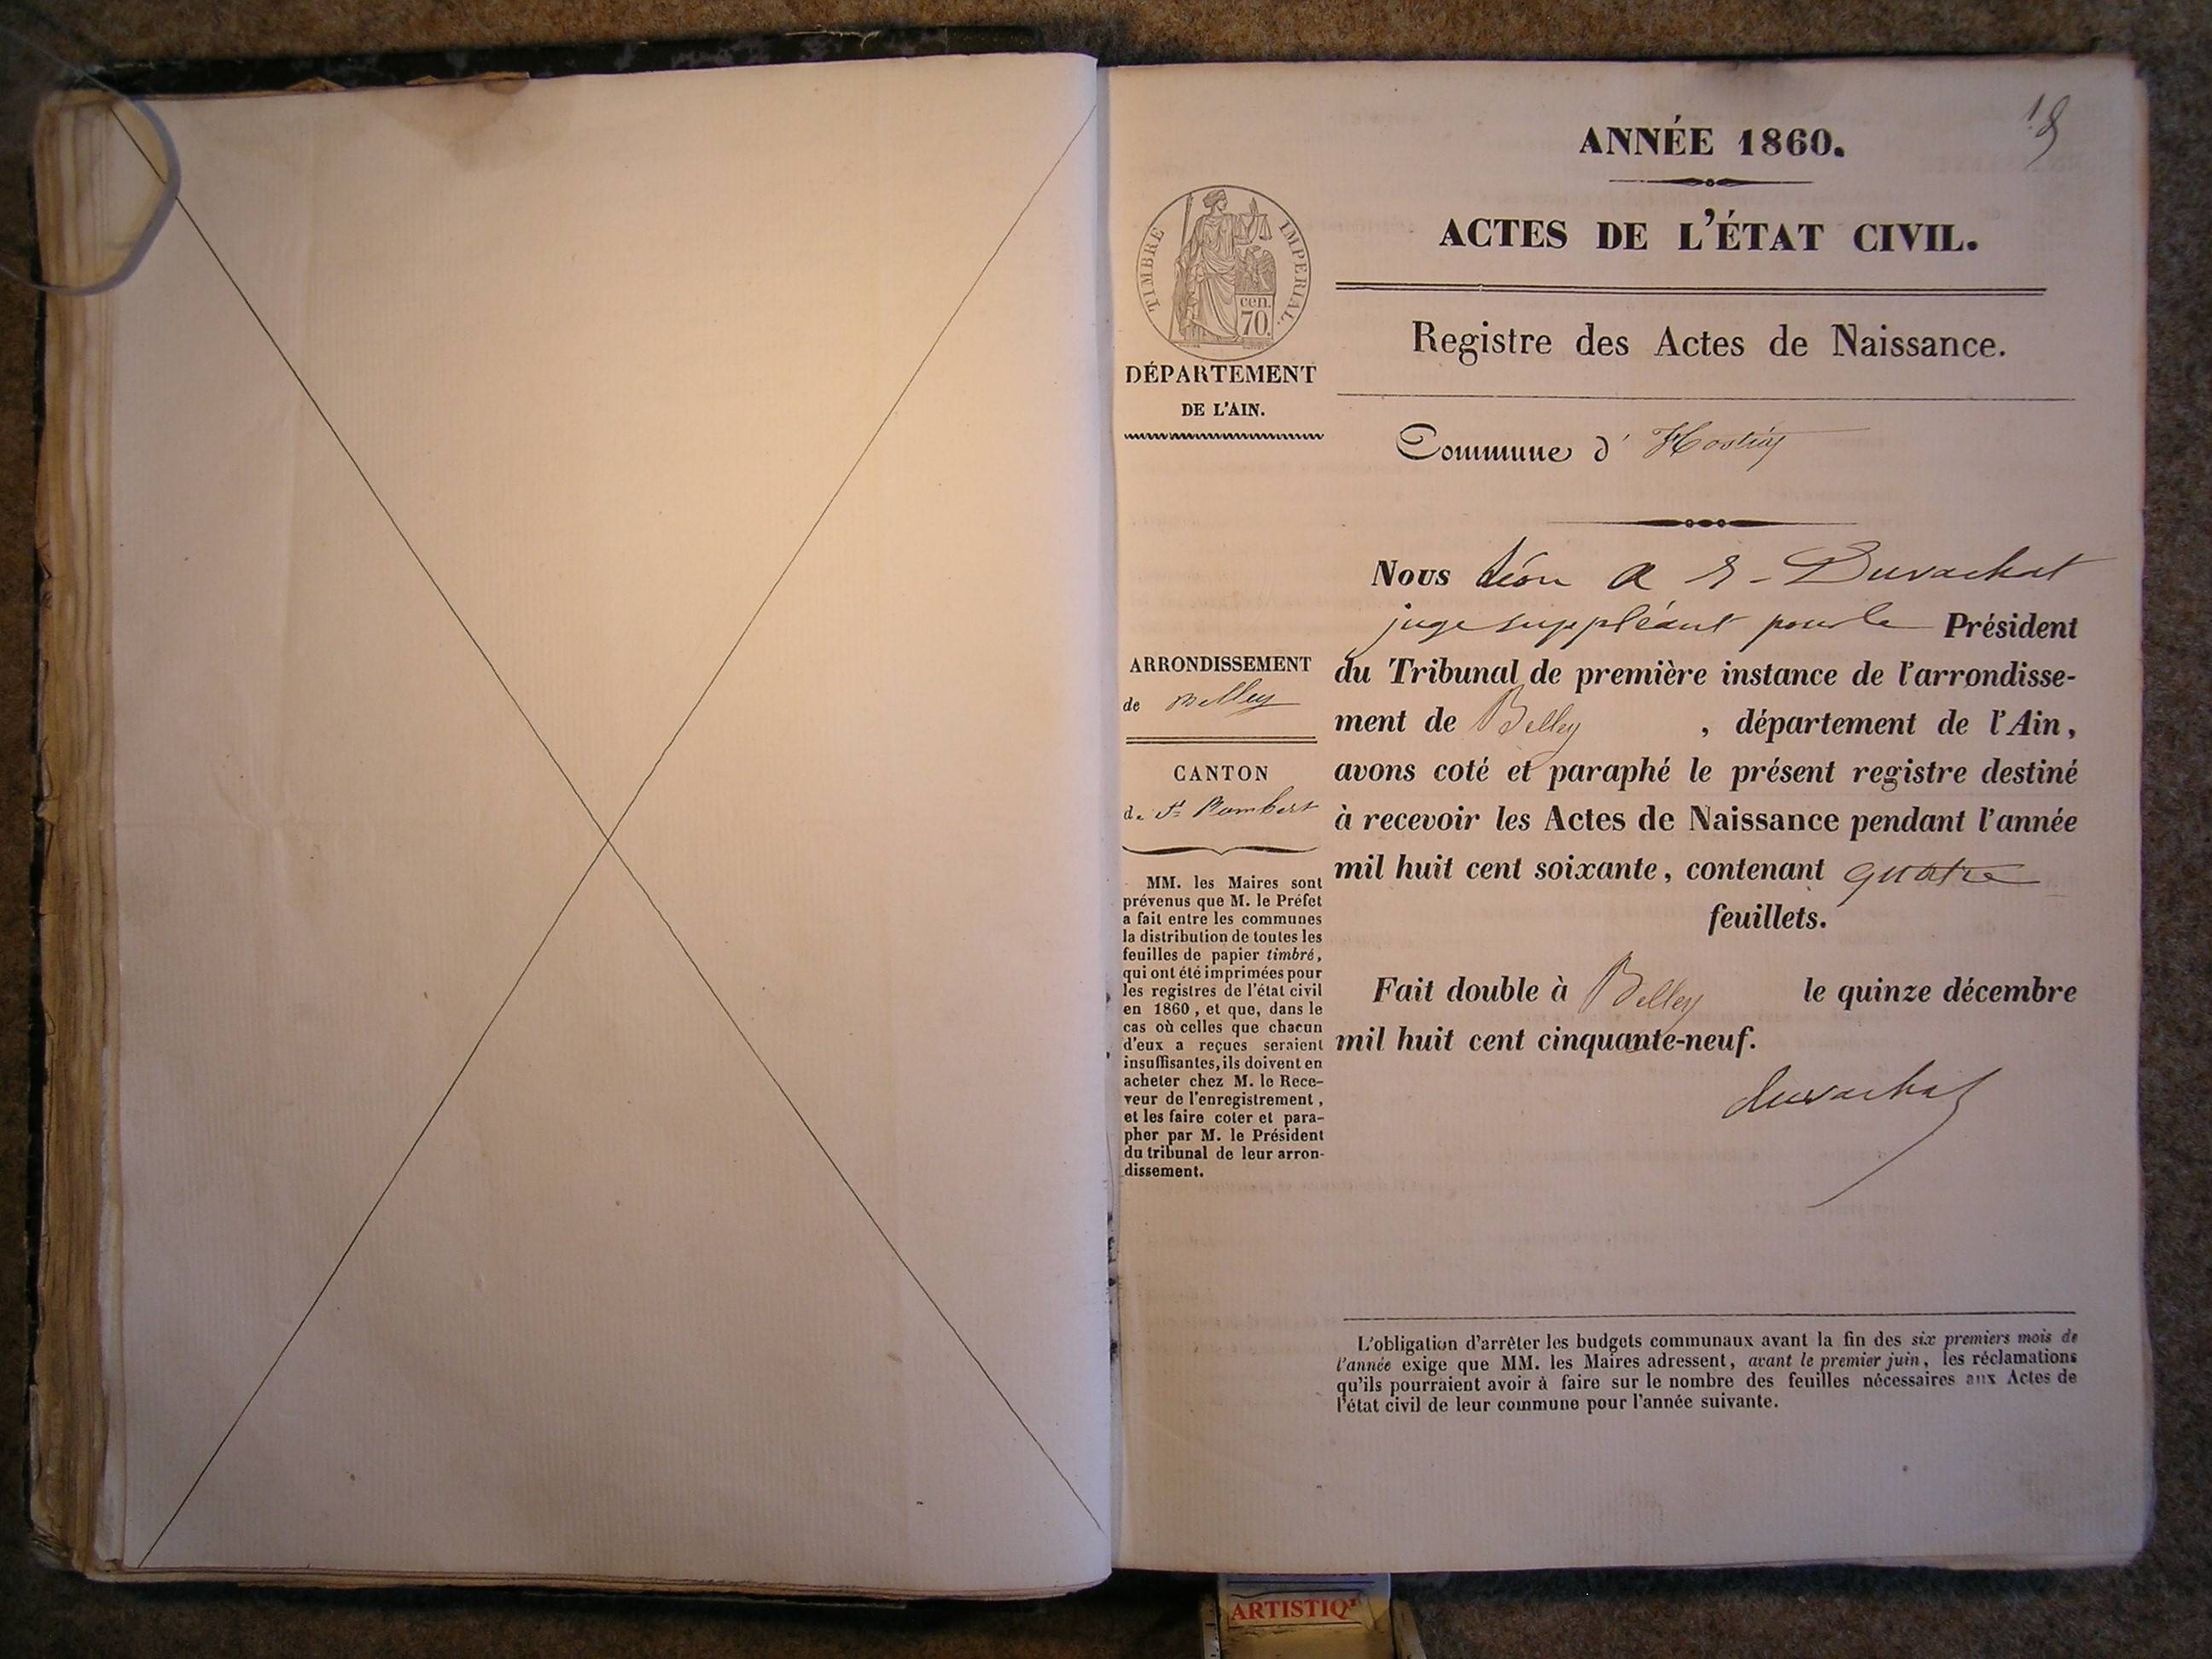 18
ANNÉE 1860.
ACTES DE L'ÉTAT CIVIL.
TIMBRE IMPERIAL.
cen.
70.
Registre des Actes de Naissance.
DÉPARTEMENT
DE L'AIN.
Commune d' Hostiaz
Nous Léon A E - Duvachat
juge suppléant pour le Président
du Tribunal de première instance de l'arrondisse-
ment de Belley , département de l'Ain,
avons coté et paraphé le présent registre destiné
à recevoir les Actes de Naissance pendant l'année
mil huit cent soixante, contenant quatre
feuillets.
Fait double à Belley le quinze décembre
mil huit cent cinquante-neuf.
duvachat
ARRONDISSEMENT
de Belley
CANTON
de St Rambert
MM. les Maires sont
prévenus que M. le Préfet
a fait entre les communes
la distribution de toutes les
feuilles de papier timbré,
qui ont été imprimées pour
les registres de l'état civil
en 1860, et que, dans le
cas où celles que chacun
d'eux a reçues seraient
insuffisantes, ils doivent en
acheter chez M. le Rece-
veur de l'enregistrement,
et les faire coter et para-
pher par M. le Président
du tribunal de leur arron-
dissement.
L'obligation d'arrêter les budgets communaux avant la fin des six premiers mois de
l'année exige que MM. les Maires adressent, avant le premier juin, les réclamations
qu'ils pourraient avoir à faire sur le nombre des feuilles nécessaires aux Actes de
l'état civil de leur commune pour l'année suivante.
ARTISTIQ